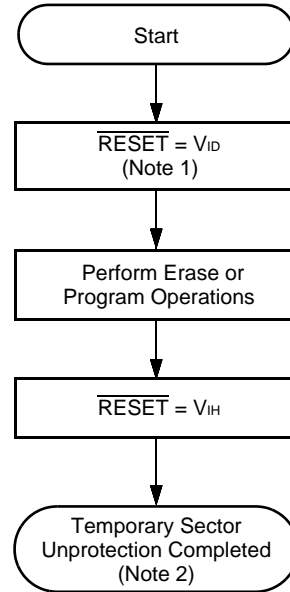 Start
RESET = VID
(Note 1)
Perform Erase or
Program Operations
RESET = VIH
Temporary Sector
Unprotection Completed
(Note 2)